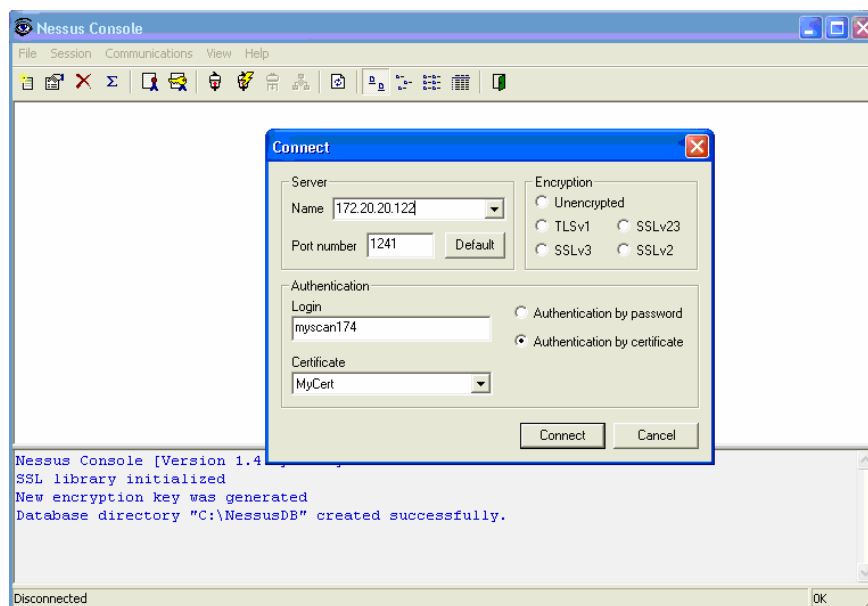 Nessus Console
File Session Communications View Help
Connect
Server
Name 172.20.20.122
Port number 1241 Default
Encryption
Unencrypted
TLSv1 SSLv23
SSLv3 SSLv2
Authentication
Login
myscan174
Certificate
MyCert
Authentication by password
Authentication by certificate
Connect Cancel
Nessus Console [Version 1.4
SSL library initialized
New encryption key was generated
Database directory "C:\NessusDB" created successfully.
Disconnected OK